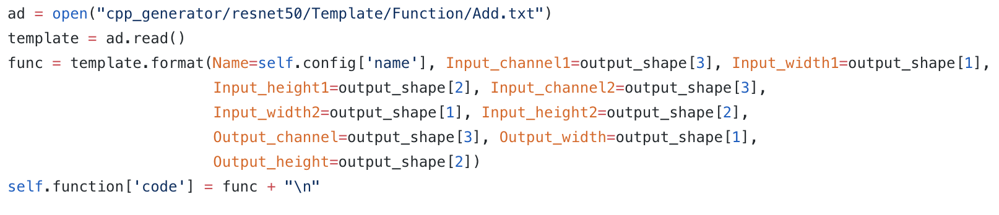 ad = open("cpp_generator/resnet50/Template/Function/Add.txt")
template = ad.read()
func = template.format(Name=self.config['name'], Input_channel1=output_shape[3], Input_width1=output_shape[1],
                       Input_height1=output_shape[2], Input_channel2=output_shape[3],
                       Input_width2=output_shape[1], Input_height2=output_shape[2],
                       Output_channel=output_shape[3], Output_width=output_shape[1],
                       Output_height=output_shape[2])
self.function['code'] = func + "\n"